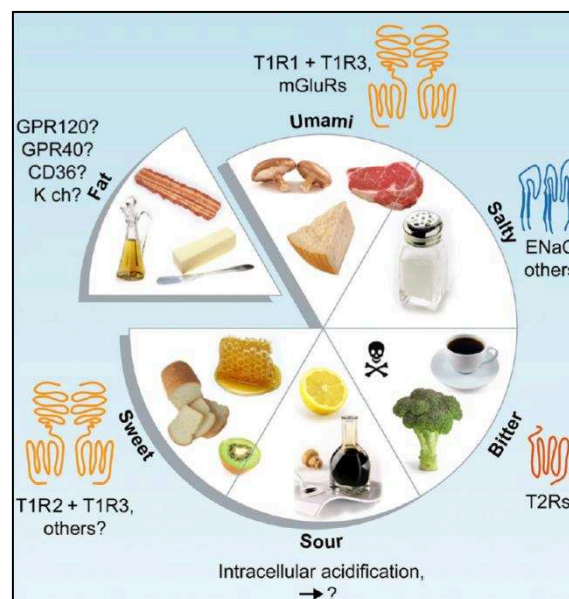 T1R1 + T1R3,
mGluRs
Umami
GPR120?
GPR40?
CD36?
K ch?
Fat
Salty
ENaC
others
Bitter
T2Rs
Sweet
T1R2 + T1R3,
others?
Sour
Intracellular acidification,
→ ?